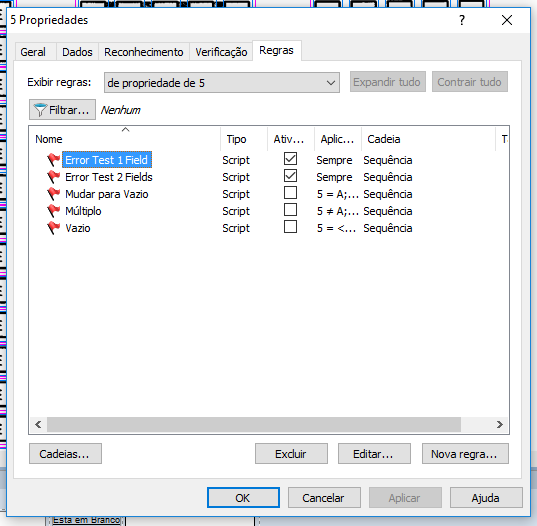 5 Propriedades
?
Geral Dados Reconhecimento Verificação Regras
Exibir regras: de propriedade de 5 Expandir tudo Contrair tudo
Filtrar... Nenhum
Nome Tipo Ativ... Aplic... Cadeia T
Error Test 1 Field Script Sempre Sequência
Error Test 2 Fields Script Sempre Sequência
Mudar para Vazio Script 5 = A;... Sequência
Múltiplo Script 5 ≠ A;... Sequência
Vazio Script 5 = <... Sequência
Cadeias... Excluir Editar... Nova regra...
OK Cancelar Aplicar Ajuda
Esta em Branco